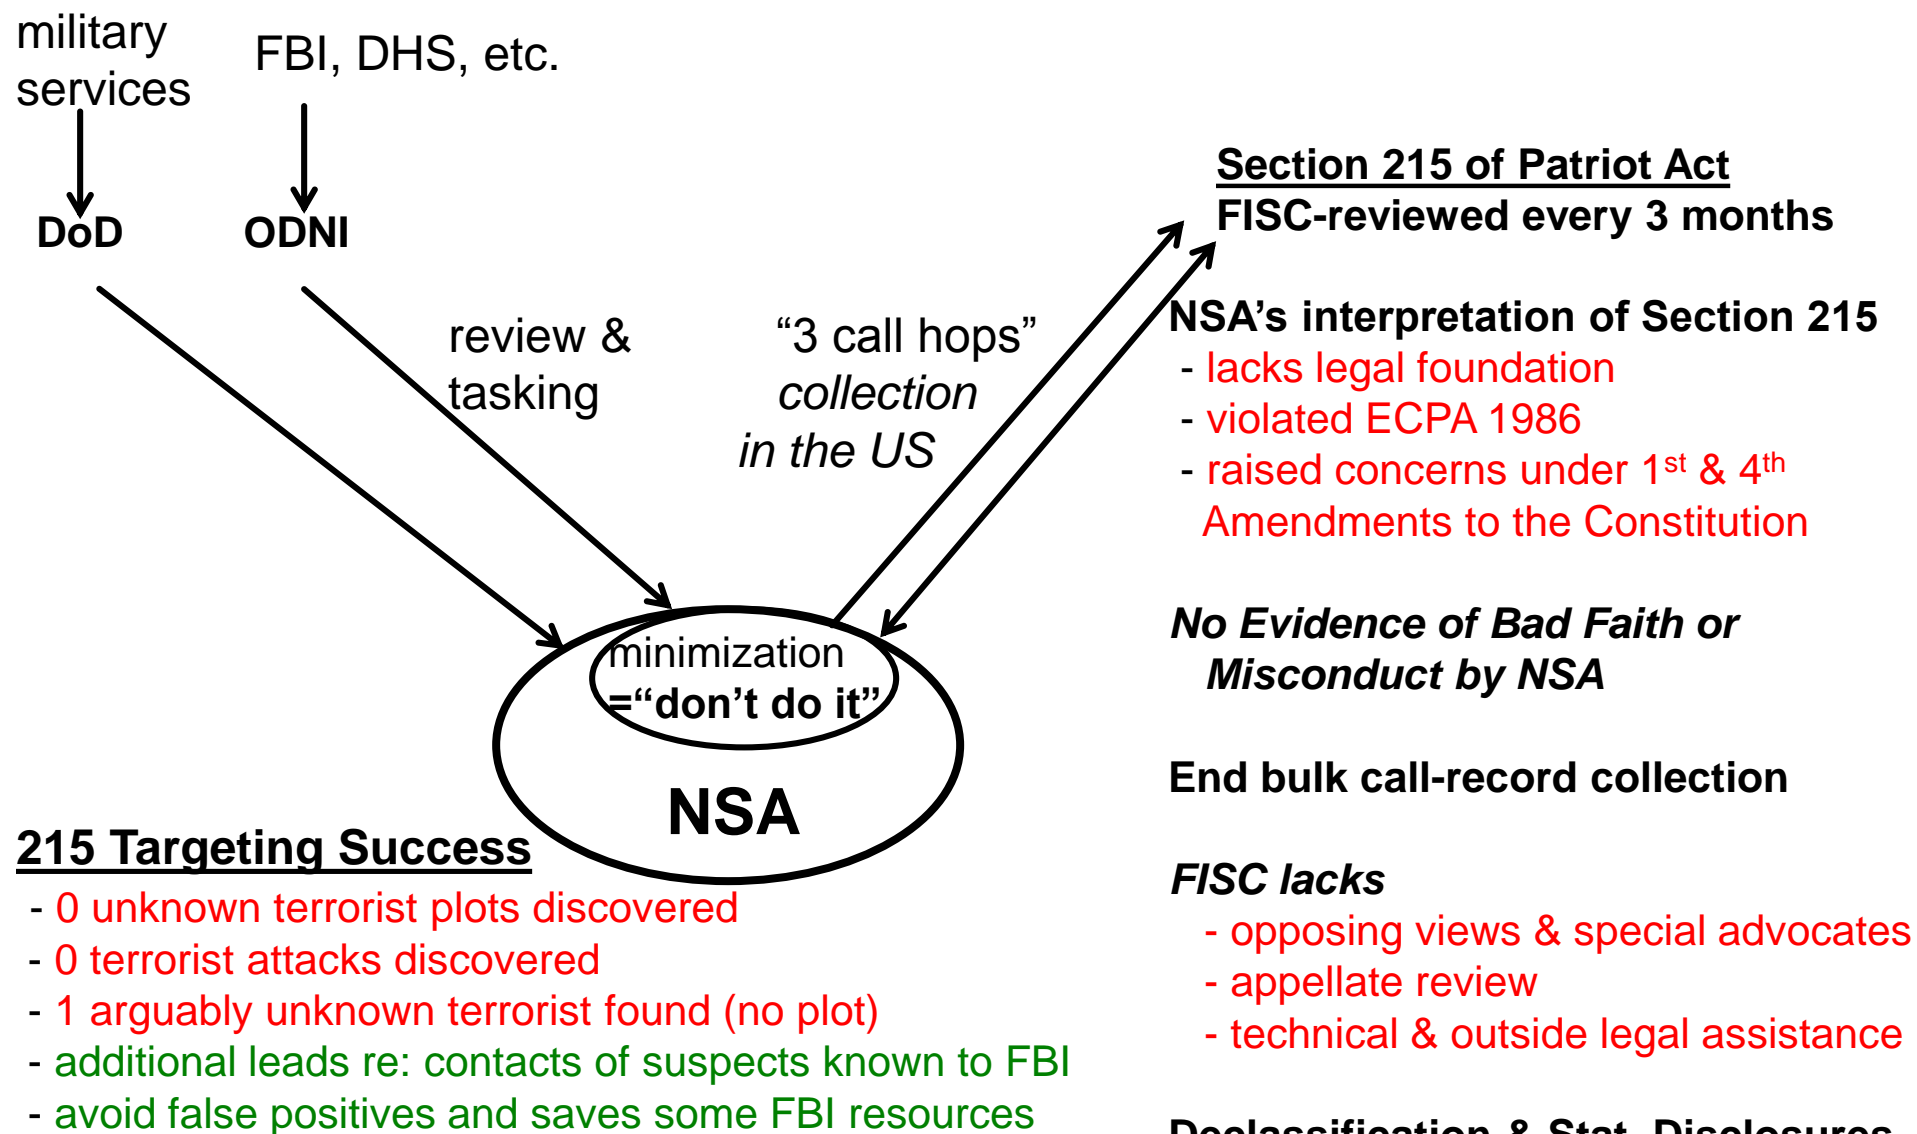 military
services
FBI, DHS, etc.
DoD
ODNI
review &
tasking
“3 call hops”
collection
in the US
minimization
=“don’t do it”
NSA
215 Targeting Success
- 0 unknown terrorist plots discovered
- 0 terrorist attacks discovered
- 1 arguably unknown terrorist found (no plot)
- additional leads re: contacts of suspects known to FBI
- avoid false positives and saves some FBI resources
Section 215 of Patriot Act
FISC-reviewed every 3 months
NSA’s interpretation of Section 215
- lacks legal foundation
- violated ECPA 1986
- raised concerns under 1st & 4th
Amendments to the Constitution
No Evidence of Bad Faith or
Misconduct by NSA
End bulk call-record collection
FISC lacks
- opposing views & special advocates
- appellate review
- technical & outside legal assistance
Declassification & Stat. Disclosures